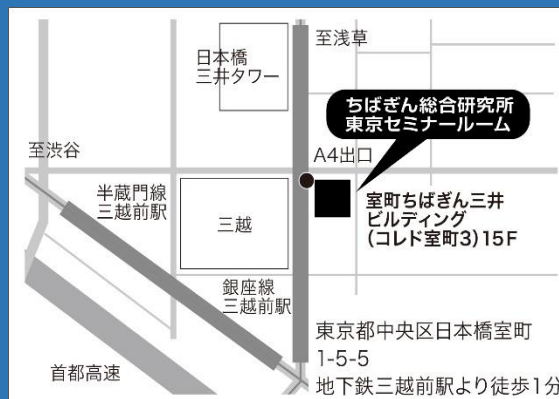 至浅草
日本橋
三井タワー
ちばぎん総合研究所
東京セミナールーム
至渋谷
A4出口
半蔵門線
三越前駅
三越
室町ちばぎん三井
ビルディング
（コレド室町3）15F
銀座線
三越前駅
東京都中央区日本橋室町
1-5-5
首都高速
地下鉄三越前駅より徒歩1分